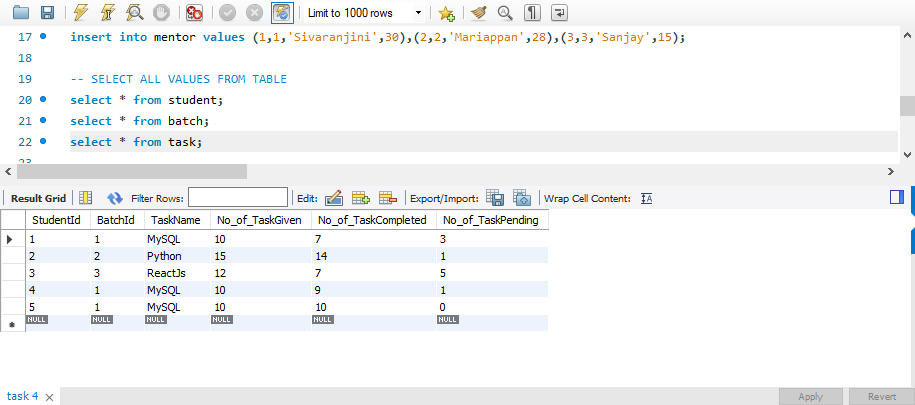 Limit to 1000 rows
17 insert into mentor values (1,1,'Sivaranjini',30),(2,2,'Mariappan',28),(3,3,'Sanjay',15);
18
19 -- SELECT ALL VALUES FROM TABLE
20 select * from student;
21 select * from batch;
22 select * from task;
23
Result Grid Filter Rows: Edit: Export/Import: Wrap Cell Content: IA
StudentId BatchId TaskName No_of_TaskGiven No_of_TaskCompleted No_of_TaskPending
1 1 MySQL 10 7 3
2 2 Python 15 14 1
3 3 ReactJs 12 7 5
4 1 MySQL 10 9 1
5 1 MySQL 10 10 0
NULL NULL NULL NULL NULL NULL
task 4 Apply Revert